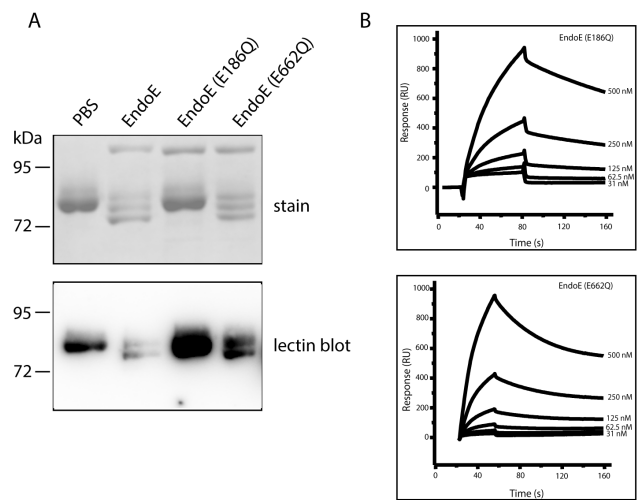 A
PBS
EndoE
EndoE (E186Q)
EndoE (E662Q)
kDa
95
72
stain
95
72
lectin blot
B
EndoE (E186Q)
1000
800
600
400
200
0
Response (RU)
500 nM
250 nM
125 nM
62.5 nM
31 nM
40
80
120
160
Time (s)
EndoE (E662Q)
1000
800
600
400
200
0
Response (RU)
500 nM
250 nM
125 nM
62.5 nM
31 nM
40
80
120
160
Time (s)